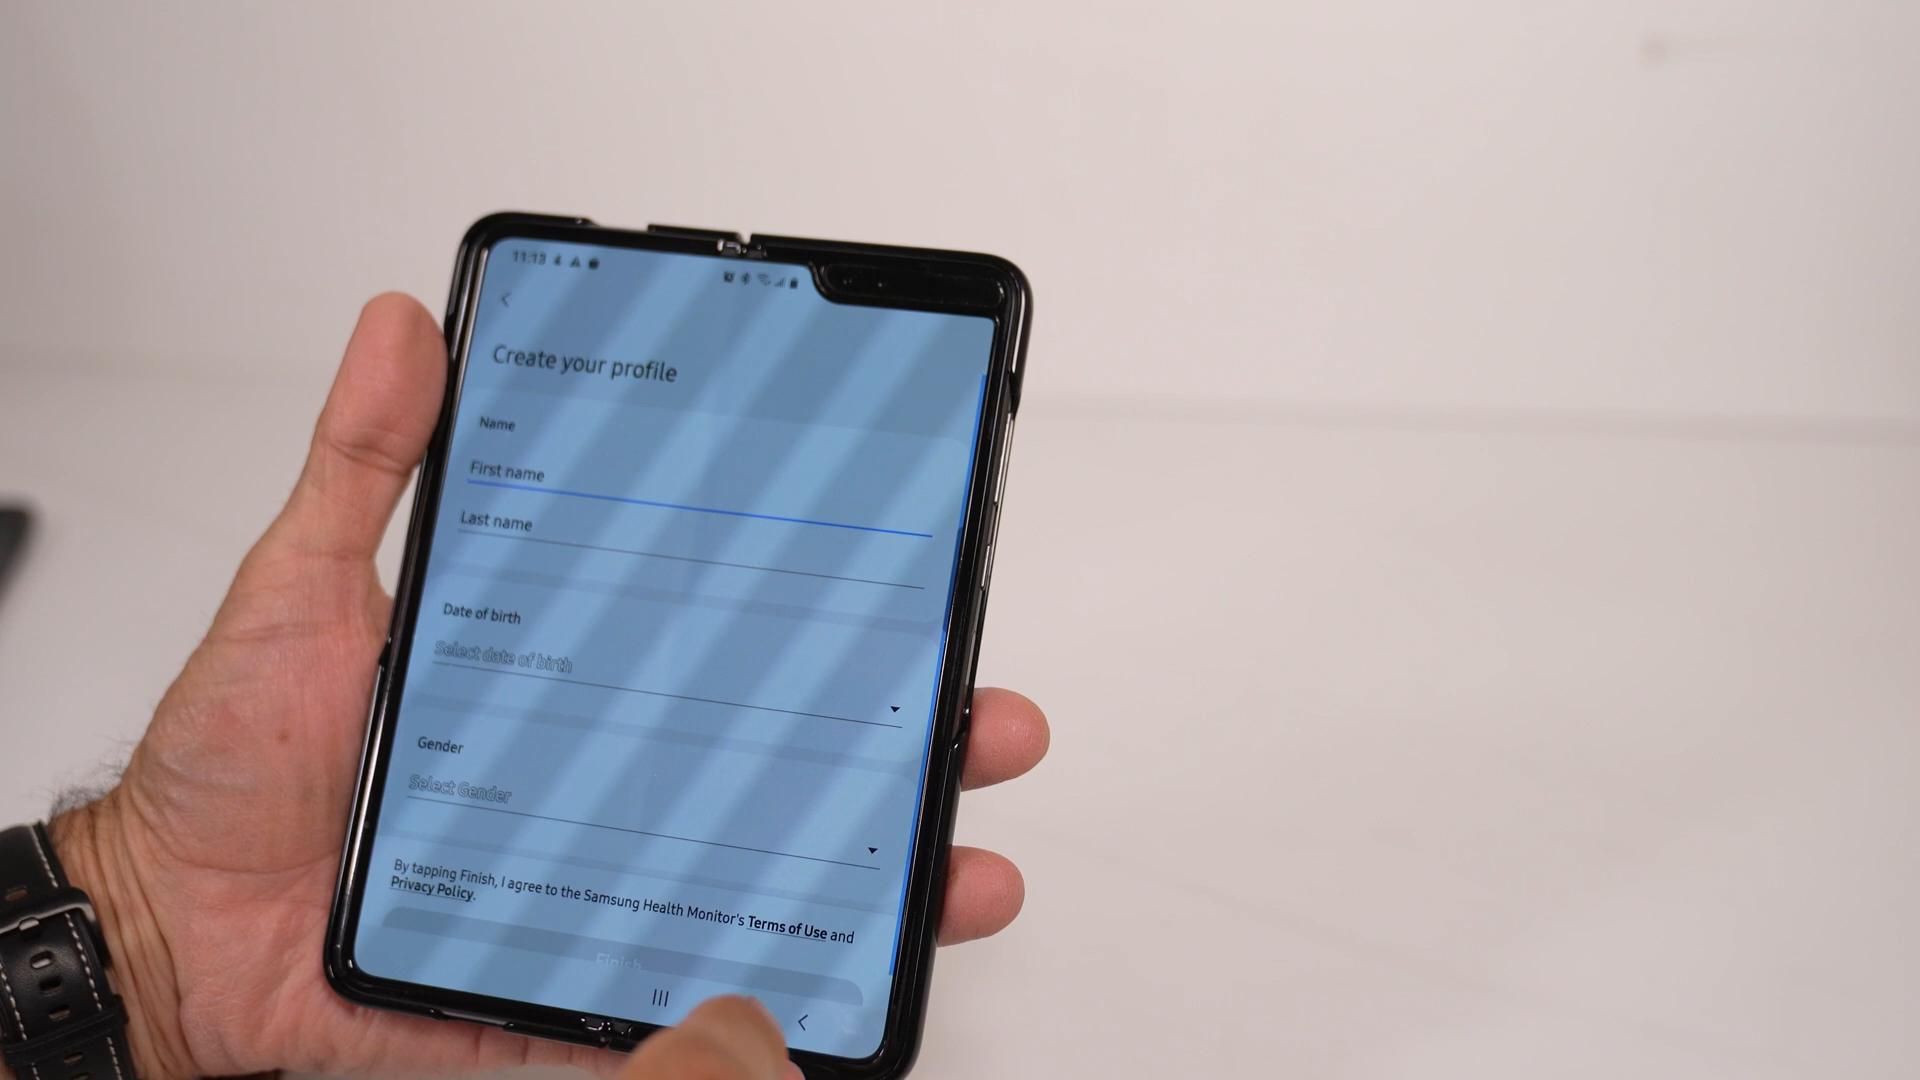 11:13
Create your profile
Name
First name
Last name
Date of birth
Select date of birth
Gender
Select Gender
By tapping Finish, I agree to the Samsung Health Monitor's Terms of Use and
Privacy Policy.
Finish